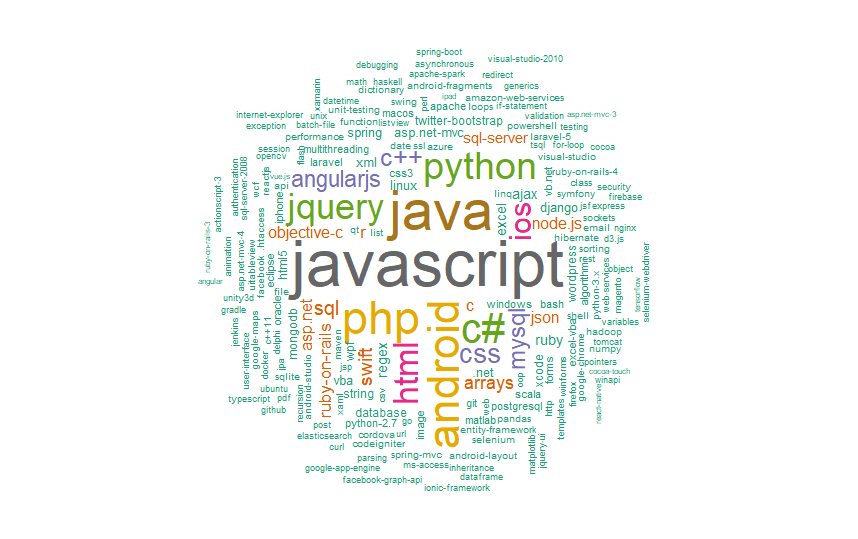 spring-boot
visual-studio-2010
debugging
asynchronous
apache-spark
redirect
math
haskell
dictionary
android-fragments
generics
xamarin
ipad
datetime
swing
perl
apache
amazon-web-services
loops
if-statement
internet-explorer
unix
unit-testing
macos
validation
asp.net-mvc-3
exception
batch-file
function
listview
twitter-bootstrap
powershell
testing
performance
spring
asp.net-mvc
sql-server
laravel-5
session
multithreading
date
ssl
azure
tsql
for-loop
cocoa
opencv
flash
laravel
xml
c++
python
visual-studio
vue.js
css3
vb.net
ruby-on-rails-4
actionscript-3
authentication
sql-server-2008
wcf
reactjs
api
angularjs
linux
linq
ajax
class
security
symfony
firebase
iphone
jquery
java
excel
ios
django
jsf
express
sockets
node.js
email
nginx
ruby-on-rails-3
.htaccess
objective-c
qt
r
list
hibernate
d3.js
animation
asp.net-mvc-4
uitableview
facebook
eclipse
html5
javascript
wordpress
sorting
rest
algorithm
python-3.x
web-services
object
magento
tensorflow
selenium-webdriver
angular
unity3d
file
gradle
oracle
asp.net
sql
php
android
c
windows
bash
c#
mysql
json
shell
variables
jenkins
google-maps
c++11
delphi
mongodb
hadoop
tomcat
ruby
excel-vba
numpy
user-interface
docker
jpa
ruby-on-rails
maven
wpf
jsp
swift
regex
html
css
.net
arrays
oop
xcode
forms
google-chrome
pointers
cocoa-touch
winapi
sqlite
ubuntu
android-studio
vba
typescript
pdf
recursion
xaml
string
csv
scala
winforms
firefox
react-native
github
database
git
web
postgresql
http
templates
post
python-2.7
go
image
matlab
pandas
elasticsearch
cordova
url
entity-framework
codeigniter
selenium
curl
matplotlib
jquery-ui
parsing
spring-mvc
android-layout
google-app-engine
ms-access
inheritance
facebook-graph-api
dataframe
ionic-framework